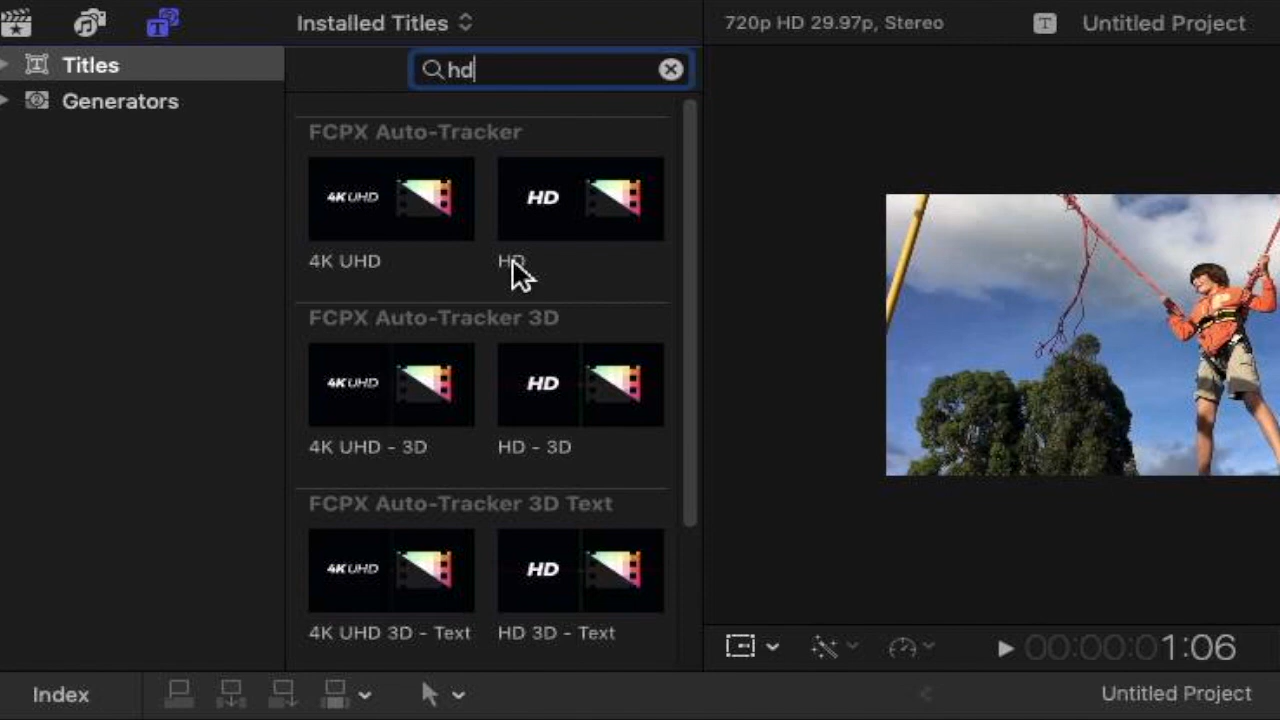 Installed Titles
720p HD 29.97p, Stereo
T Untitled Project
T Titles
Generators
hd
FCPX Auto-Tracker
4K UHD
HD
4K UHD
HD
FCPX Auto-Tracker 3D
4K UHD
HD
4K UHD - 3D
HD - 3D
FCPX Auto-Tracker 3D Text
4K UHD
HD
4K UHD 3D - Text
HD 3D - Text
00:00:01:06
Index
Untitled Project